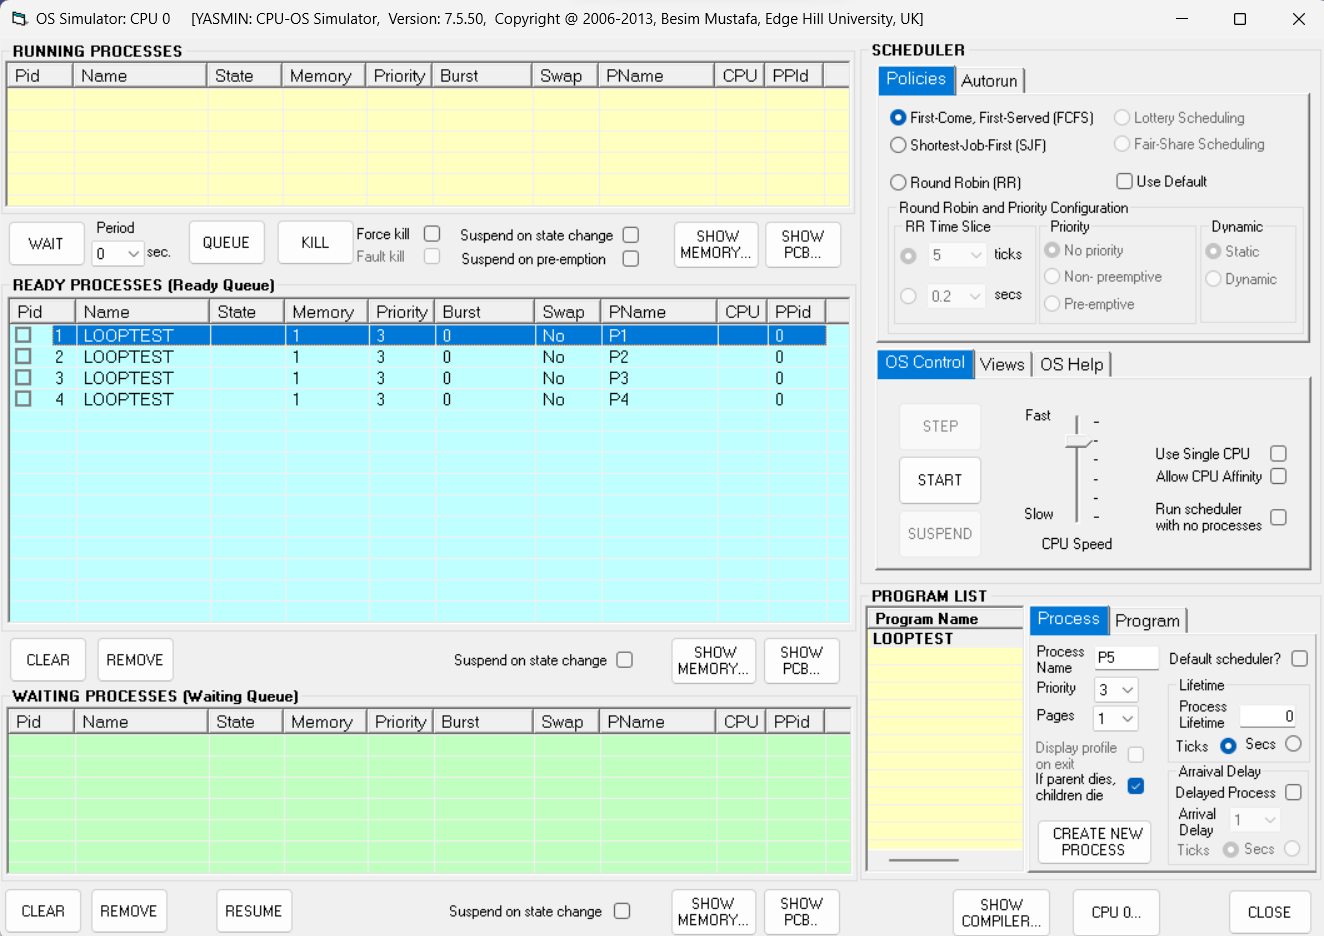 OS Simulator: CPU 0 [YASMIN: CPU-OS Simulator, Version: 7.5.50, Copyright @ 2006-2013, Besim Mustafa, Edge Hill University, UK]
RUNNING PROCESSES
Pid Name State Memory Priority Burst Swap PName CPU PPId
WAIT
Period
0 sec.
QUEUE
KILL
Force kill
Fault kill
Suspend on state change
Suspend on pre-emption
SHOW
MEMORY...
SHOW
PCB...
READY PROCESSES (Ready Queue)
Pid Name State Memory Priority Burst Swap PName CPU PPid
1 LOOPTEST 1 3 0 No P1 0
2 LOOPTEST 1 3 0 No P2 0
3 LOOPTEST 1 3 0 No P3 0
4 LOOPTEST 1 3 0 No P4 0
CLEAR
REMOVE
Suspend on state change
SHOW
MEMORY...
SHOW
PCB...
WAITING PROCESSES (Waiting Queue)
Pid Name State Memory Priority Burst Swap PName CPU PPid
CLEAR
REMOVE
RESUME
Suspend on state change
SHOW
MEMORY...
SHOW
PCB..
SCHEDULER
Policies Autorun
First-Come, First-Served (FCFS)
Shortest-Job-First (SJF)
Round Robin (RR)
Lottery Scheduling
Fair-Share Scheduling
Use Default
Round Robin and Priority Configuration
RR Time Slice
5 ticks
0.2 secs
Priority
No priority
Non- preemptive
Pre-emptive
Dynamic
Static
Dynamic
OS Control Views OS Help
STEP
START
SUSPEND
Fast
Slow
CPU Speed
Use Single CPU
Allow CPU Affinity
Run scheduler
with no processes
PROGRAM LIST
Program Name
LOOPTEST
Process Program
Process
Name P5
Priority 3
Pages 1
Display profile
on exit
If parent dies,
children die
CREATE NEW
PROCESS
Default scheduler?
Lifetime
Process
Lifetime 0
Ticks Secs
Arraival Delay
Delayed Process
Arrival
Delay 1
Ticks Secs
SHOW
COMPILER...
CPU 0...
CLOSE